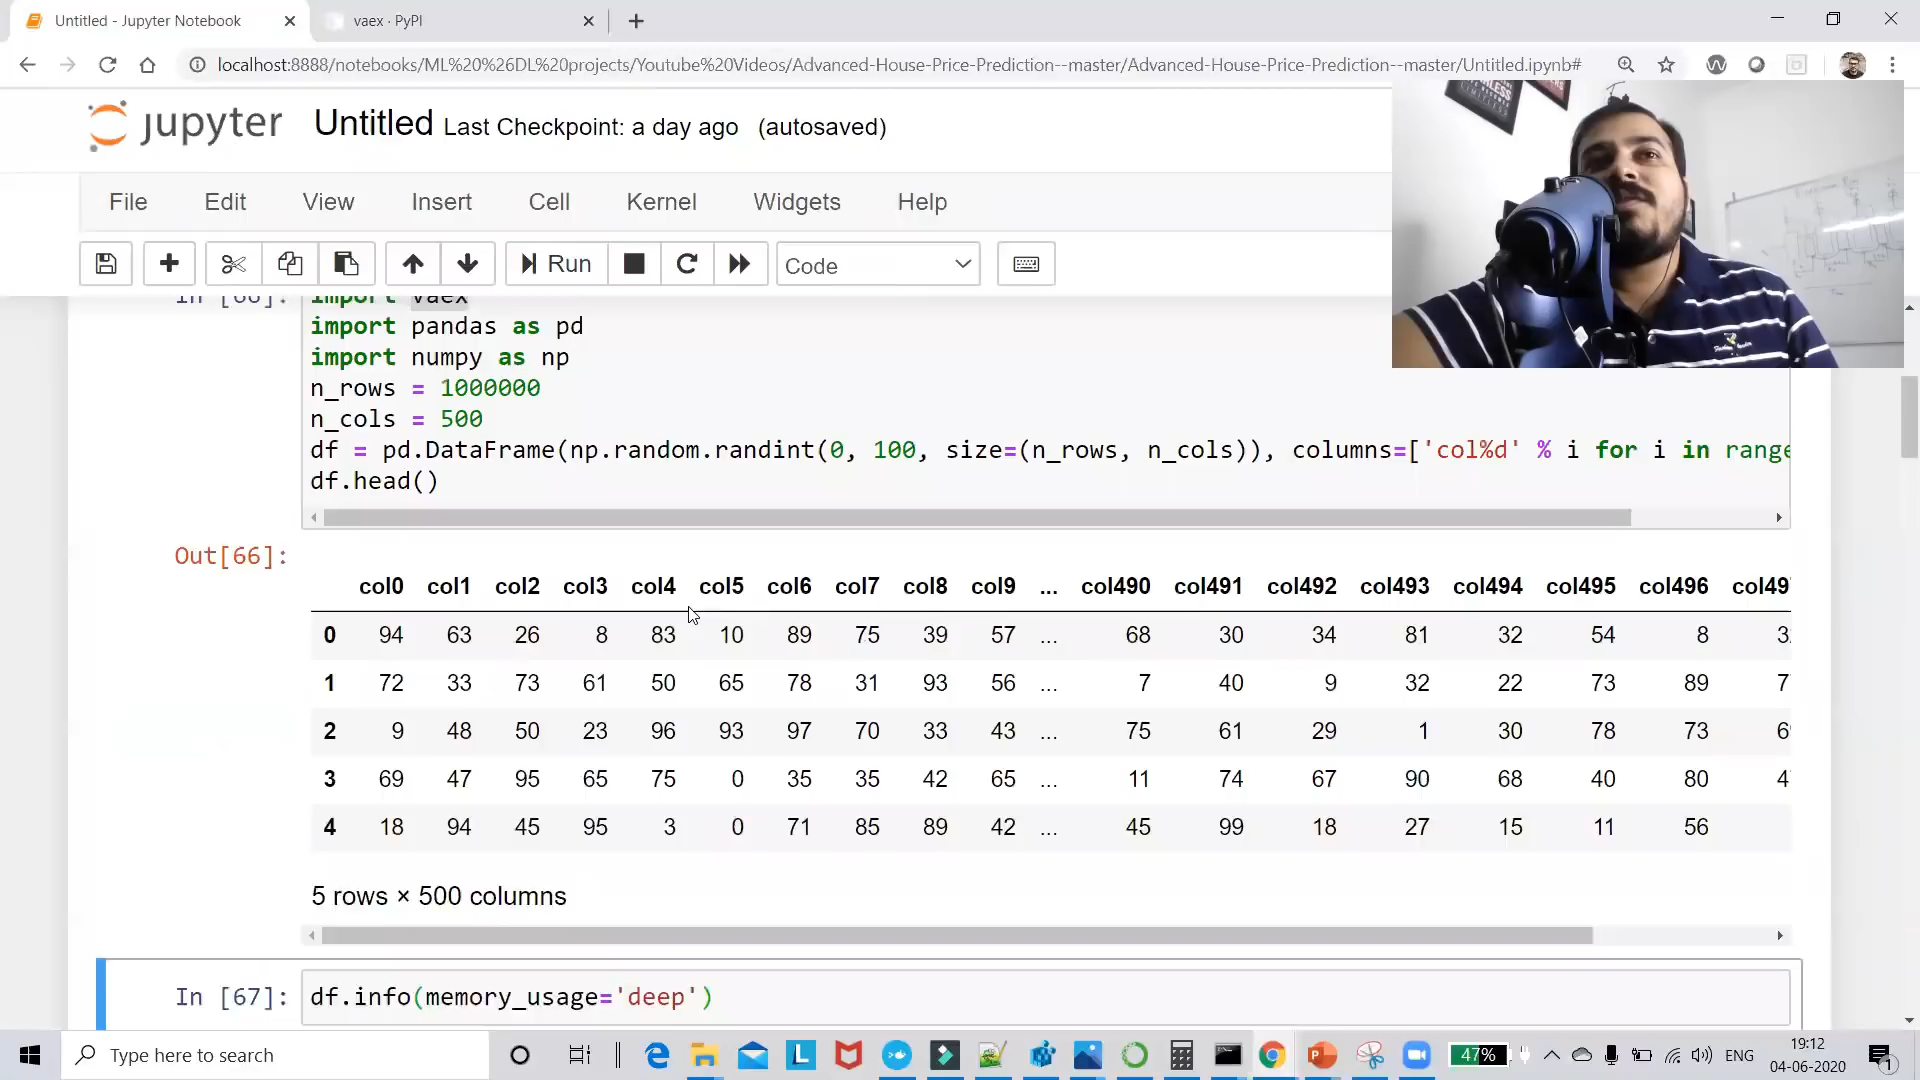 Untitled - Jupyter Notebook
vaex · PyPI
localhost:8888/notebooks/ML%20%26DL%20projects/Youtube%20Videos/Advanced-House-Price-Prediction--master/Advanced-House-Price-Prediction--master/Untitled.ipynb#
jupyter Untitled Last Checkpoint: a day ago (autosaved)
File Edit View Insert Cell Kernel Widgets Help
Run Code
In [66]: import vaex
import pandas as pd
import numpy as np
n_rows = 1000000
n_cols = 500
df = pd.DataFrame(np.random.randint(0, 100, size=(n_rows, n_cols)), columns=['col%d' % i for i in range
df.head()
Out[66]:
col0 col1 col2 col3 col4 col5 col6 col7 col8 col9 ... col490 col491 col492 col493 col494 col495 col496 col49
0 94 63 26 8 83 10 89 75 39 57 ... 68 30 34 81 32 54 8 3
1 72 33 73 61 50 65 78 31 93 56 ... 7 40 9 32 22 73 89 7
2 9 48 50 23 96 93 97 70 33 43 ... 75 61 29 1 30 78 73 6
3 69 47 95 65 75 0 35 35 42 65 ... 11 74 67 90 68 40 80 4
4 18 94 45 95 3 0 71 85 89 42 ... 45 99 18 27 15 11 56
5 rows × 500 columns
In [67]: df.info(memory_usage='deep')
Type here to search
47%
ENG
19:12
04-06-2020
1